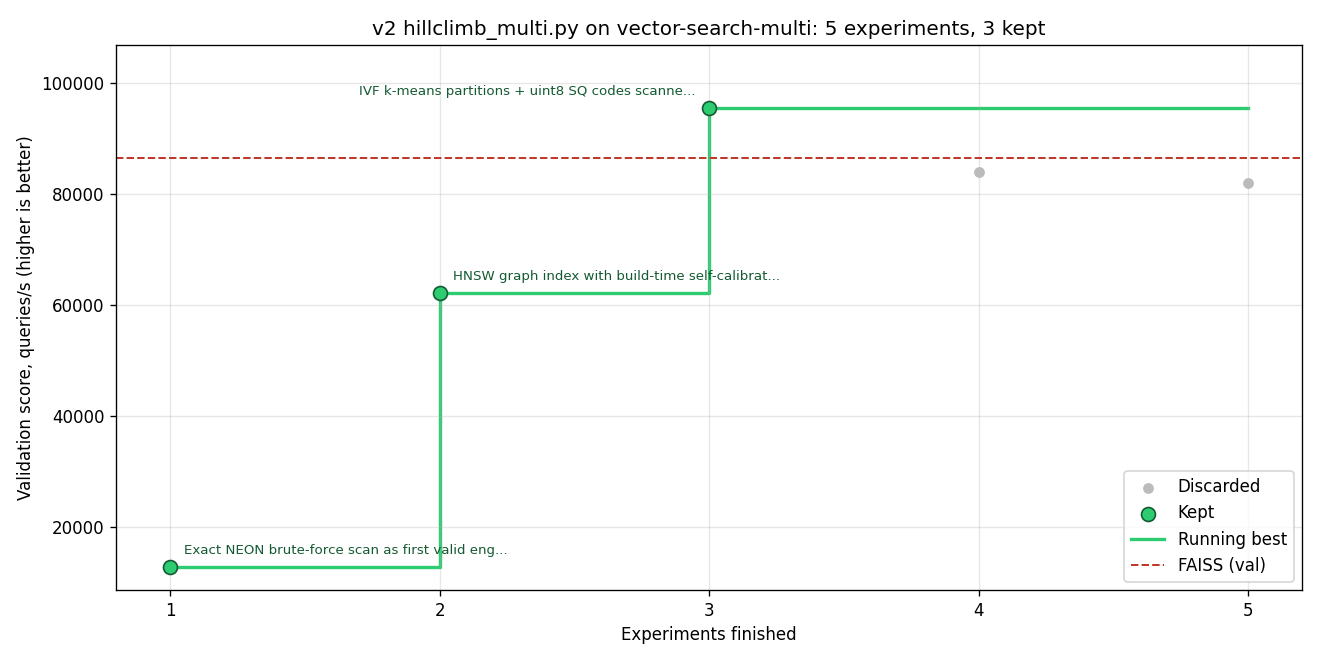 v2 hillclimb_multi.py on vector-search-multi: 5 experiments, 3 kept
Validation score, queries/s (higher is better)
100000
80000
60000
40000
20000
IVF k-means partitions + uint8 SQ codes scanne...
HNSW graph index with build-time self-calibrat...
Exact NEON brute-force scan as first valid eng...
Discarded
Kept
Running best
FAISS (val)
1 2 3 4 5
Experiments finished